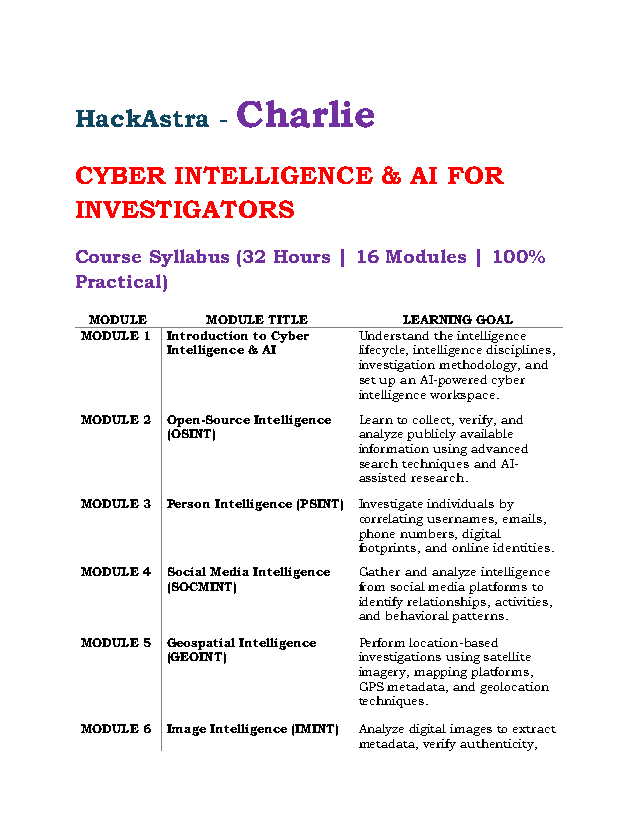 HackAstra - Charlie
CYBER INTELLIGENCE & AI FOR
INVESTIGATORS
Course Syllabus (32 Hours | 16 Modules | 100%
Practical)
MODULE MODULE TITLE LEARNING GOAL
MODULE 1 Introduction to Cyber Understand the intelligence
Intelligence & AI lifecycle, intelligence disciplines,
investigation methodology, and
set up an AI-powered cyber
intelligence workspace.
MODULE 2 Open-Source Intelligence Learn to collect, verify, and
(OSINT) analyze publicly available
information using advanced
search techniques and AI-
assisted research.
MODULE 3 Person Intelligence (PSINT) Investigate individuals by
correlating usernames, emails,
phone numbers, digital
footprints, and online identities.
MODULE 4 Social Media Intelligence Gather and analyze intelligence
(SOCMINT) from social media platforms to
identify relationships, activities,
and behavioral patterns.
MODULE 5 Geospatial Intelligence Perform location-based
(GEOINT) investigations using satellite
imagery, mapping platforms,
GPS metadata, and geolocation
techniques.
MODULE 6 Image Intelligence (IMINT) Analyze digital images to extract
metadata, verify authenticity,